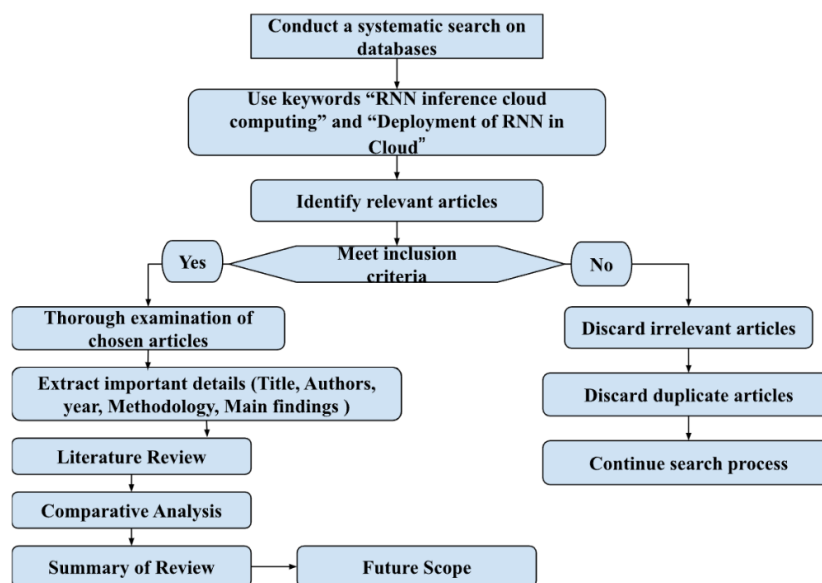 Conduct a systematic search on
databases
Use keywords “RNN inference cloud
computing” and “Deployment of RNN in
Cloud”
Identify relevant articles
Meet inclusion
criteria
Yes
No
Thorough examination of
chosen articles
Extract important details (Title, Authors,
year, Methodology, Main findings )
Literature Review
Comparative Analysis
Summary of Review
Future Scope
Discard irrelevant articles
Discard duplicate articles
Continue search process